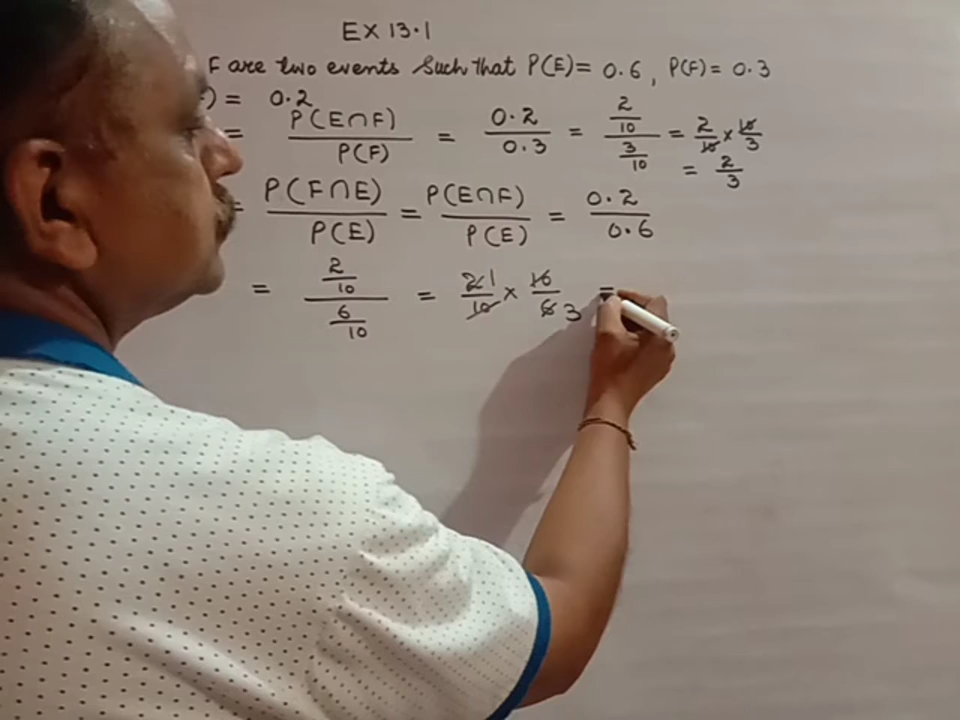 EX 13.1
F are two events Such that P(E) = 0.6, P(F) = 0.3
) = 0.2
= P(E∩F) / P(F) = 0.2 / 0.3 = (2/10) / (3/10) = 2/10 × 10/3
= 2/3
= P(F∩E) / P(E) = P(E∩F) / P(E) = 0.2 / 0.6
= (2/10) / (6/10) = 2 1/10 × 10/6 3 =